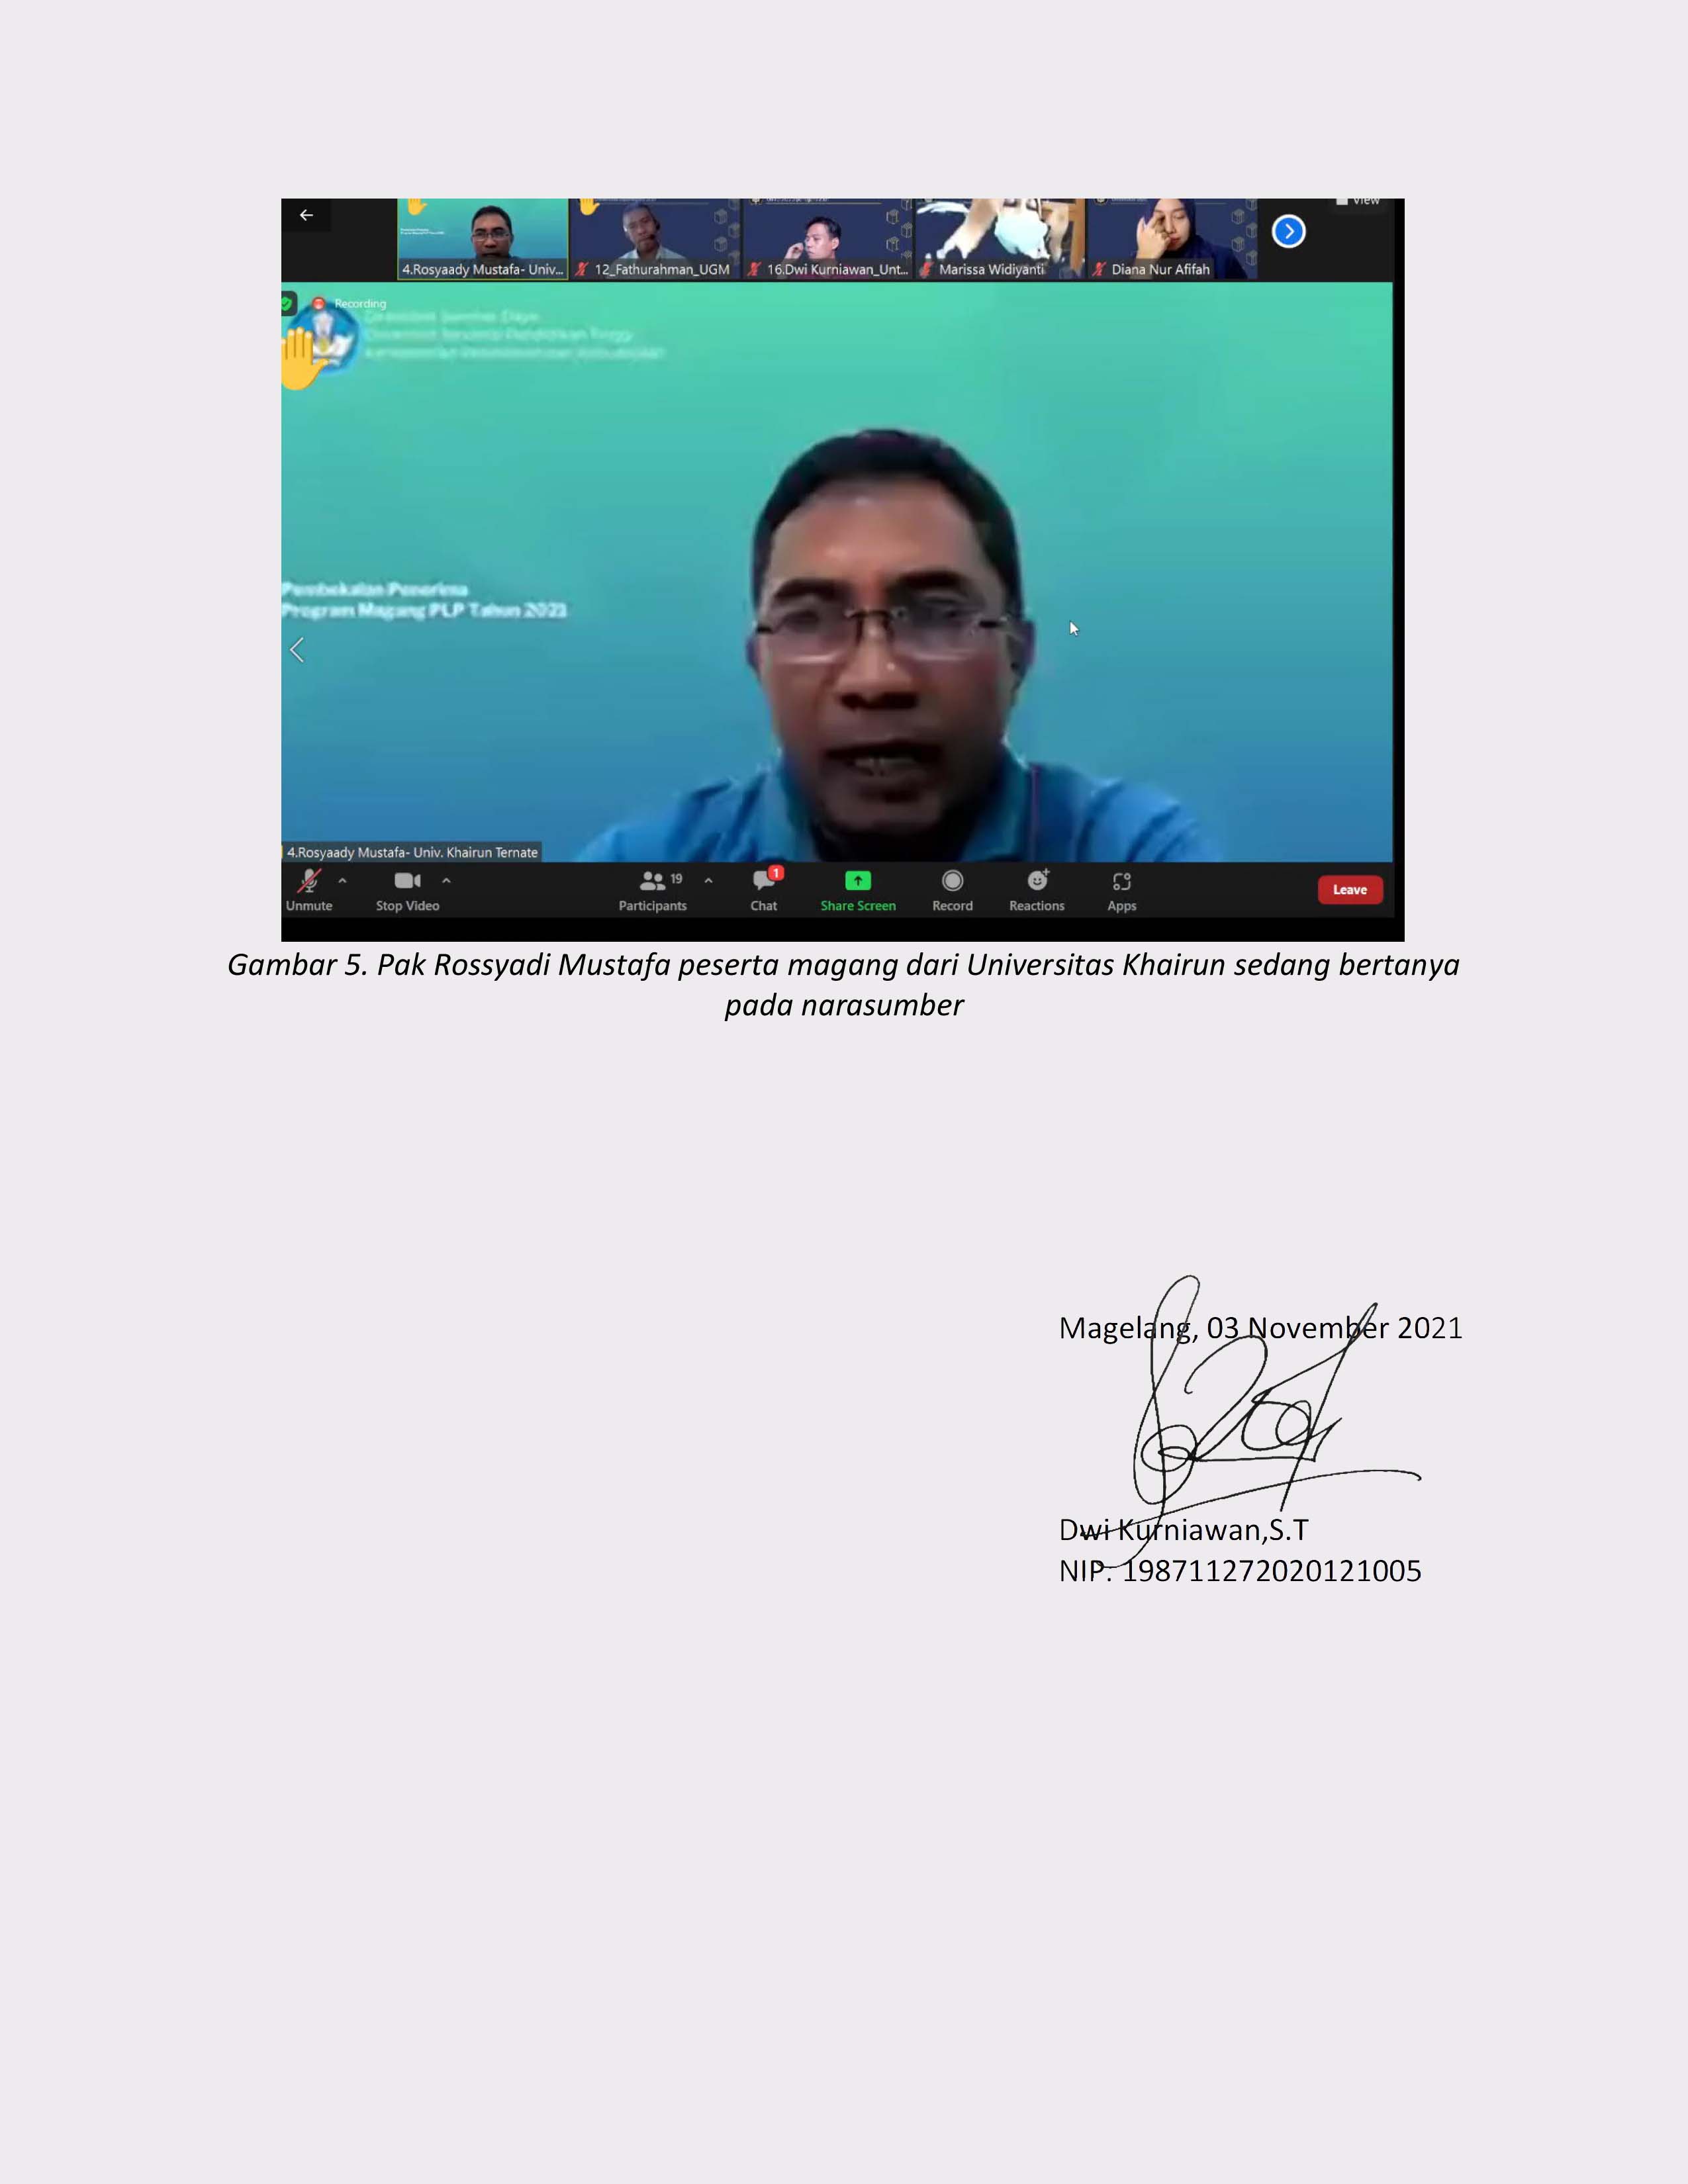 View
4.Rosyaady Mustafa- Univ...
12_Fathurahman_UGM
16.Dwi Kurniawan_Unt...
Marissa Widiyanti
Diana Nur Afifah
Recording
Pembekalan Penerima
Program Magang PLP Tahun 2021
4.Rosyaady Mustafa- Univ. Khairun Ternate
Unmute
Stop Video
19
Participants
1
Chat
Share Screen
Record
Reactions
Apps
Leave
Gambar 5. Pak Rossyadi Mustafa peserta magang dari Universitas Khairun sedang bertanya
pada narasumber
Magelang, 03 November 2021
Dwi Kurniawan,S.T
NIP. 198711272020121005